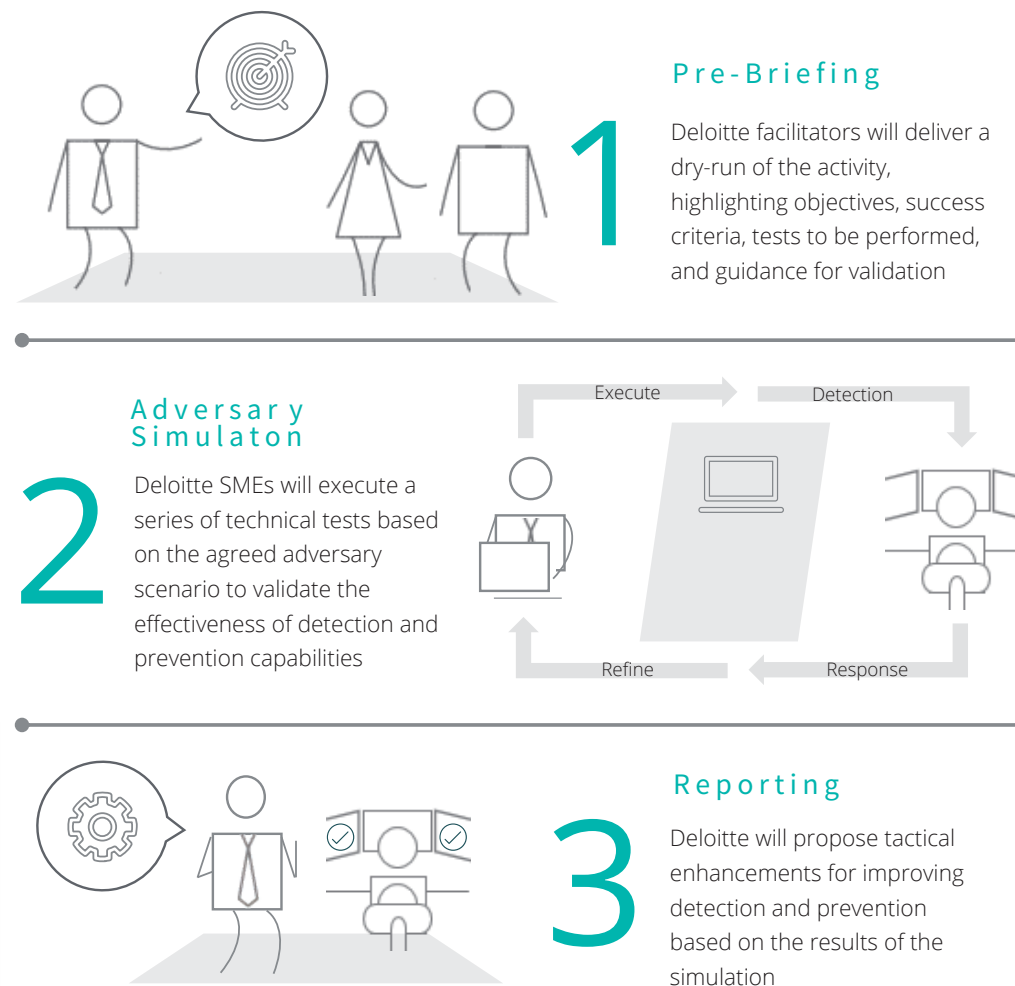 1
Pre-Briefing
Deloitte facilitators will deliver a
dry-run of the activity,
highlighting objectives, success
criteria, tests to be performed,
and guidance for validation
2
Adversary
Simulaton
Deloitte SMEs will execute a
series of technical tests based
on the agreed adversary
scenario to validate the
effectiveness of detection and
prevention capabilities
Execute
Detection
Refine
Response
3
Reporting
Deloitte will propose tactical
enhancements for improving
detection and prevention
based on the results of the
simulation